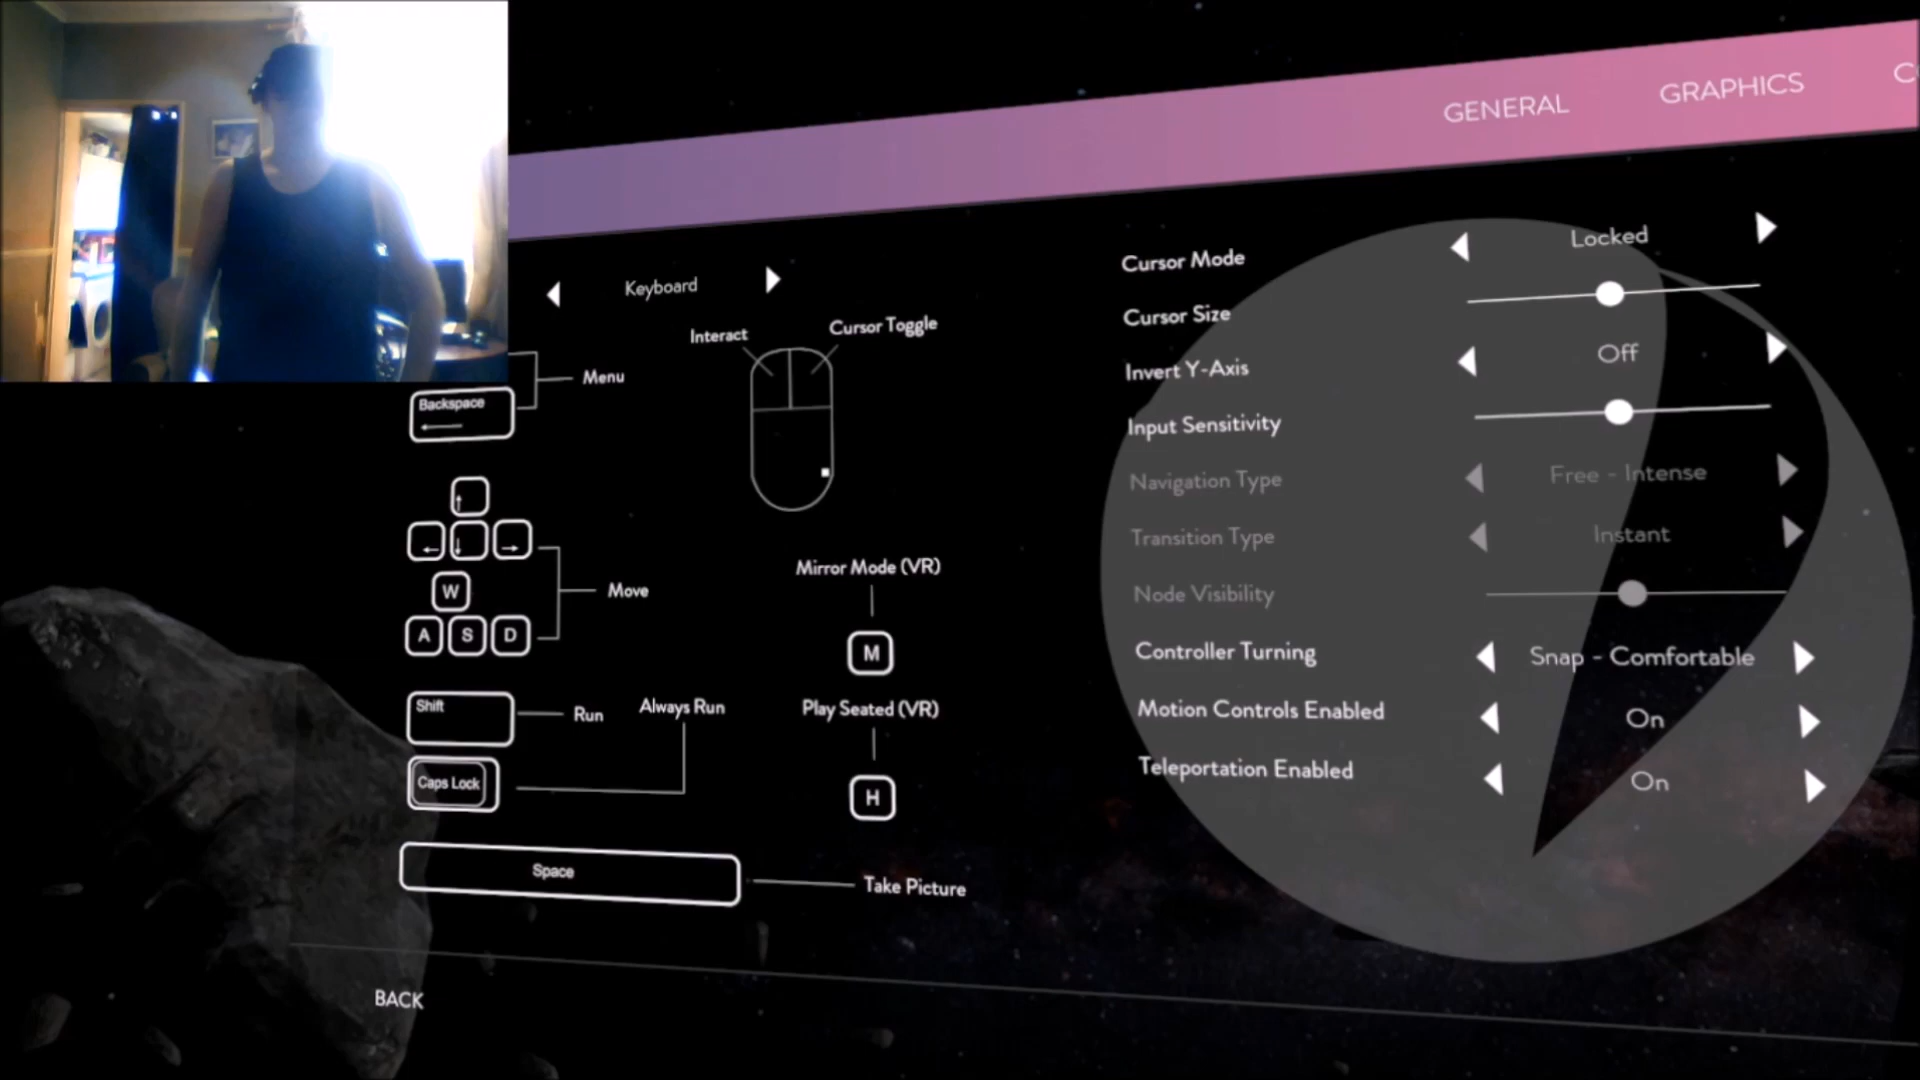 GENERAL
GRAPHICS
C
Keyboard
Interact
Cursor Toggle
Menu
Backspace
W
A S D
Move
Mirror Mode (VR)
M
Shift
Run
Always Run
Play Seated (VR)
Caps Lock
H
Space
Take Picture
Cursor Mode
Locked
Cursor Size
Invert Y-Axis
Off
Input Sensitivity
Navigation Type
Free - Intense
Transition Type
Instant
Node Visibility
Controller Turning
Snap - Comfortable
Motion Controls Enabled
On
Teleportation Enabled
On
BACK